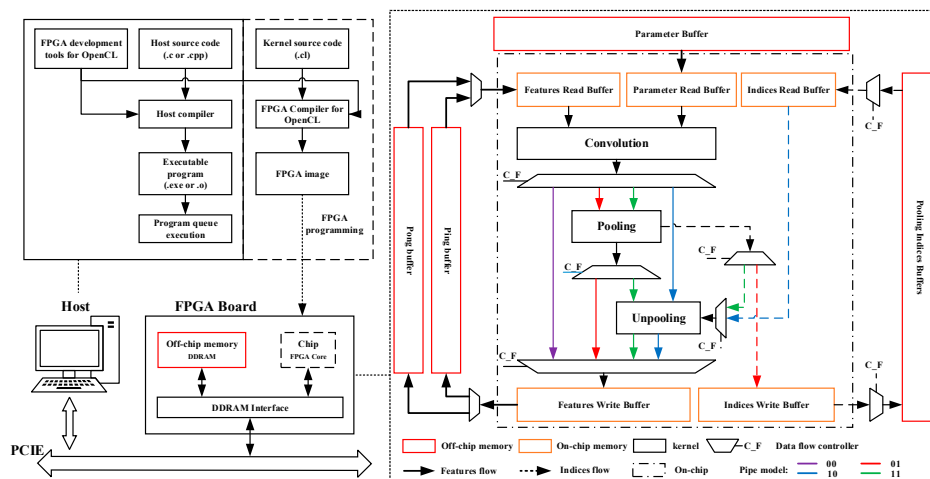 FPGA development
tools for OpenCL
Host source code
(.c or .cpp)
Kernel source code
(.cl)
Host compiler
FPGA Compiler for
OpenCL
Executable
program
(.exe or .o)
FPGA image
Program queue
execution
FPGA
programming
Host
FPGA Board
Off-chip memory
DDRAM
Chip
FPGA Core
DDRAM Interface
PCIE
Parameter Buffer
Features Read Buffer
Parameter Read Buffer
Indices Read Buffer
C_F
Convolution
C_F
Pooling
C_F
C_F
Unpooling
C_F
C_F
Features Write Buffer
Indices Write Buffer
C_F
Pong buffer
Ping buffer
Pooling Indices Buffers
Off-chip memory
On-chip memory
kernel
C_F
Data flow controller
Features flow
Indices flow
On-chip
Pipe model:
00
01
10
11